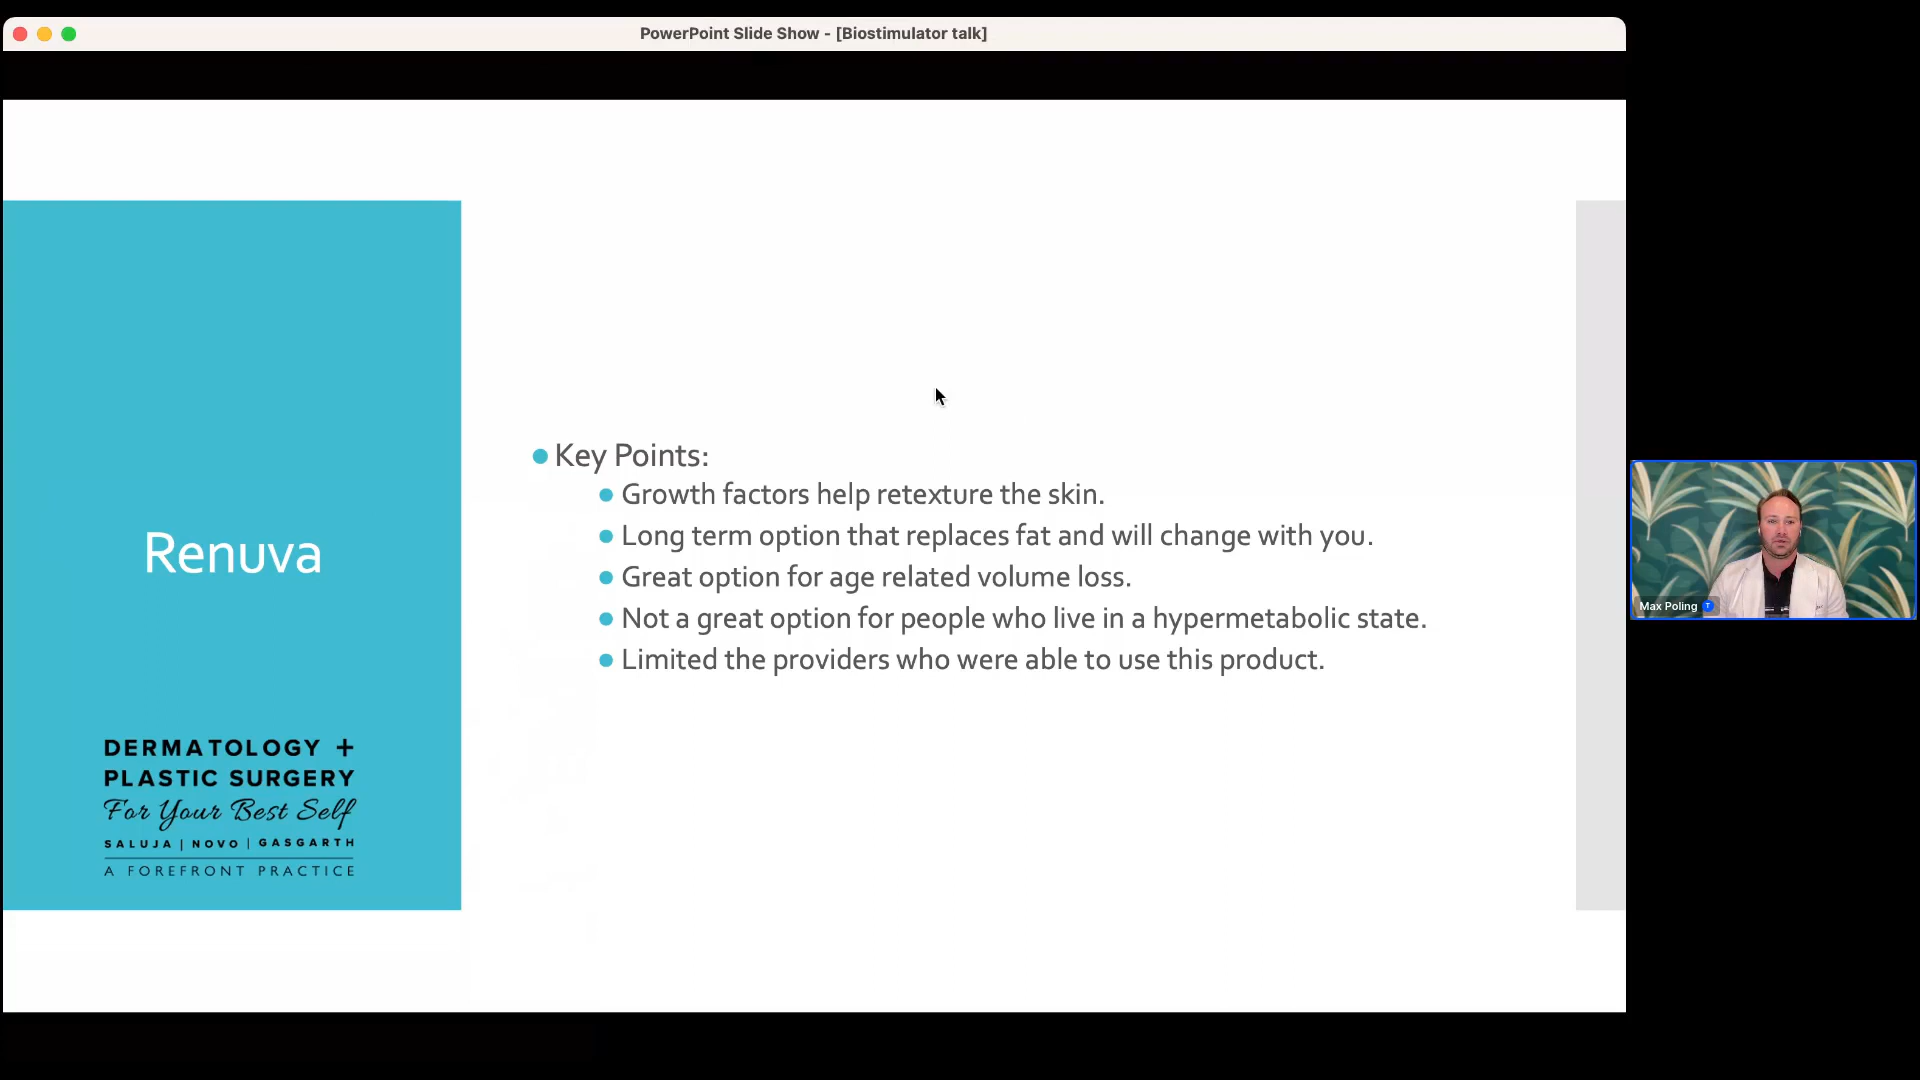 PowerPoint Slide Show - [Biostimulator talk]
Renuva
DERMATOLOGY +
PLASTIC SURGERY
For Your Best Self
SALUJA | NOVO | GASGARTH
A FOREFRONT PRACTICE
Key Points:
Growth factors help retexture the skin.
Long term option that replaces fat and will change with you.
Great option for age related volume loss.
Not a great option for people who live in a hypermetabolic state.
Limited the providers who were able to use this product.
Max Poling T